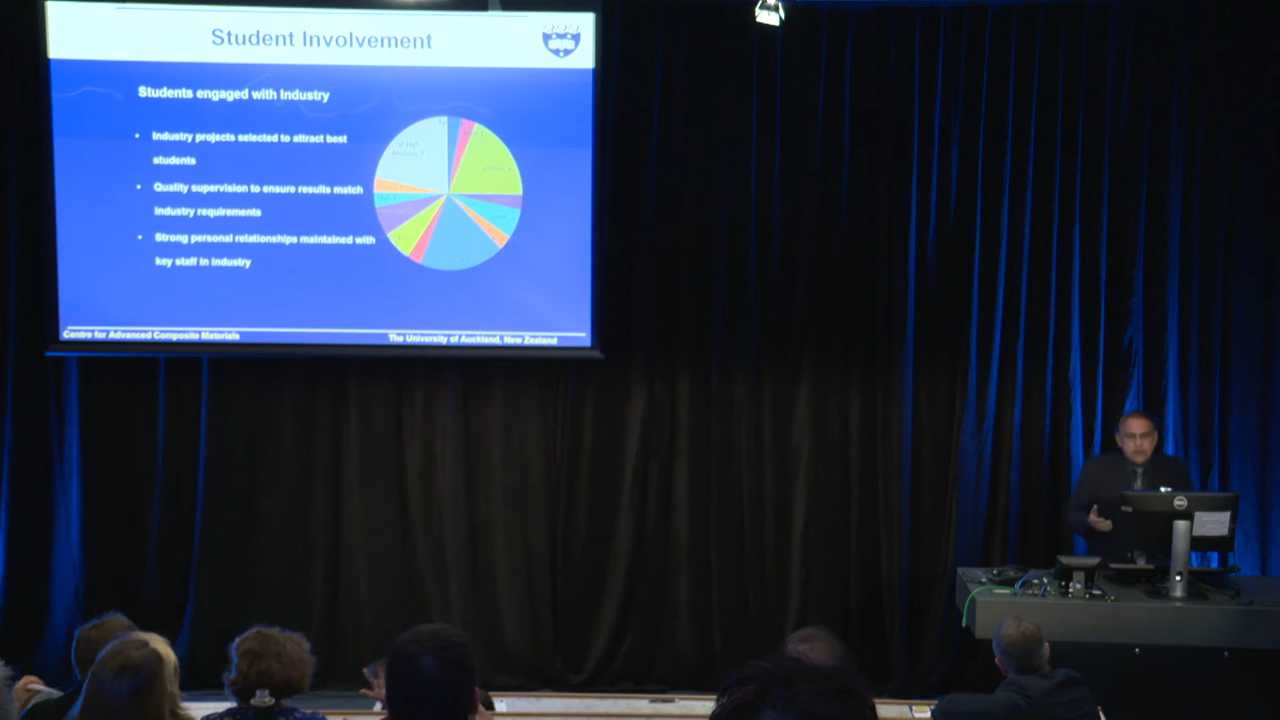 Student Involvement
Students engaged with Industry
• Industry projects selected to attract best
students
• Quality supervision to ensure results match
industry requirements
• Strong personal relationships maintained with
key staff in industry
Centre for Advanced Composite Materials
The University of Auckland, New Zealand
DELL